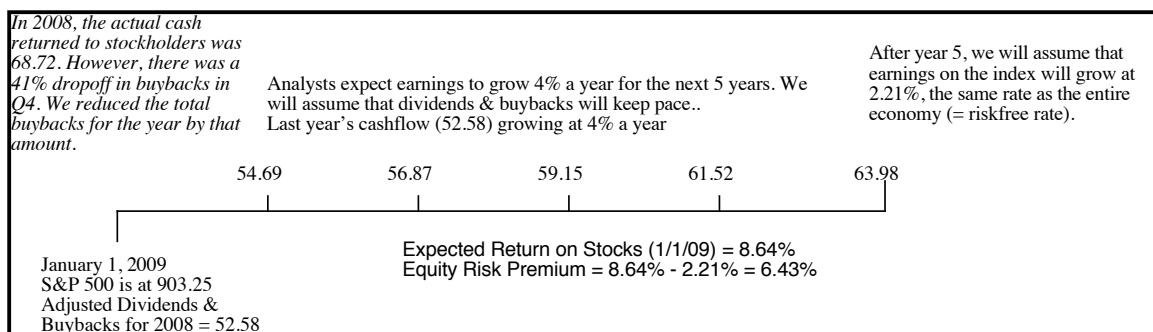 In 2008, the actual cash
returned to stockholders was
68.72. However, there was a
41% dropoff in buybacks in
Q4. We reduced the total
buybacks for the year by that
amount.
Analysts expect earnings to grow 4% a year for the next 5 years. We
will assume that dividends & buybacks will keep pace..
Last year's cashflow (52.58) growing at 4% a year
After year 5, we will assume that
earnings on the index will grow at
2.21%, the same rate as the entire
economy (= riskfree rate).
54.69 56.87 59.15 61.52 63.98
January 1, 2009
S&P 500 is at 903.25
Adjusted Dividends &
Buybacks for 2008 = 52.58
Expected Return on Stocks (1/1/09) = 8.64%
Equity Risk Premium = 8.64% - 2.21% = 6.43%